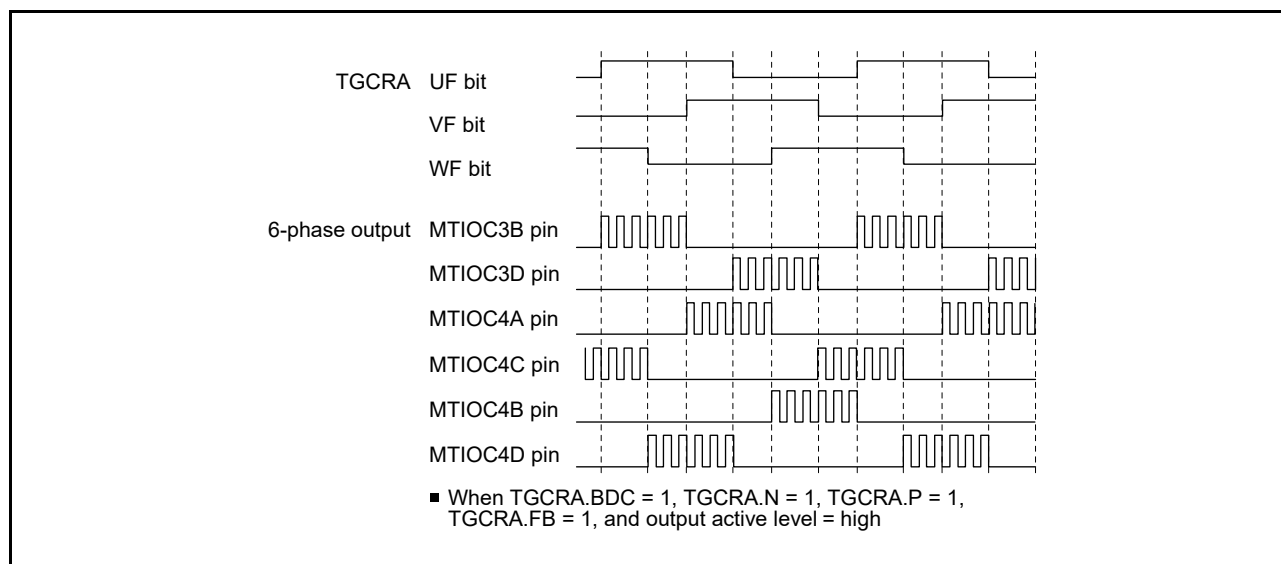 TGCRA UF bit
VF bit
WF bit
6-phase output MTIOC3B pin
MTIOC3D pin
MTIOC4A pin
MTIOC4C pin
MTIOC4B pin
MTIOC4D pin
■ When TGCRA.BDC = 1, TGCRA.N = 1, TGCRA.P = 1,
TGCRA.FB = 1, and output active level = high